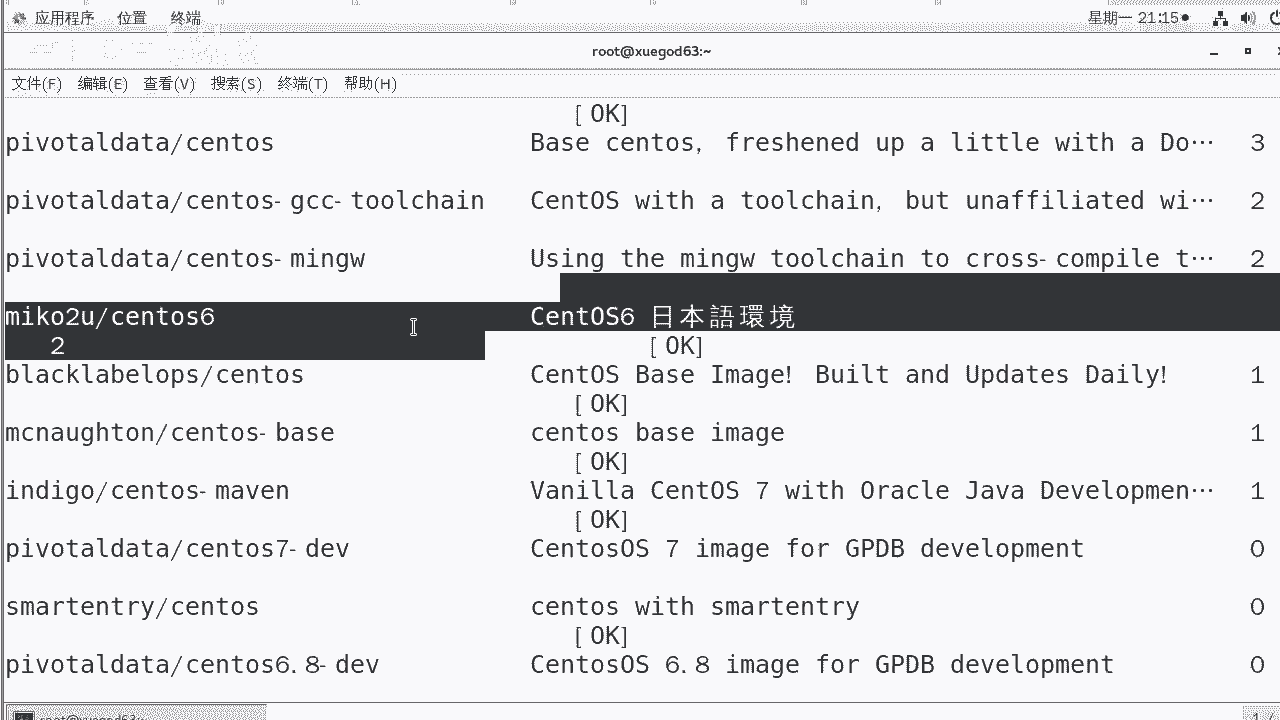 应用程序 位置 终端 星期一 21:15
root@xuegod63:~
文件(F) 编辑(E) 查看(V) 搜索(S) 终端(T) 帮助(H)
[OK]
pivotaldata/centos Base centos, freshened up a little with a Do… 3
pivotaldata/centos-gcc-toolchain CentOS with a toolchain, but unaffiliated wi… 2
pivotaldata/centos-mingw Using the mingw toolchain to cross-compile t… 2
miko2u/centos6 CentOS6 日本語環境
2 [OK]
blacklabelops/centos CentOS Base Image! Built and Updates Daily! 1
[OK]
mcnaughton/centos-base centos base image 1
[OK]
indigo/centos-maven Vanilla CentOS 7 with Oracle Java Developmen… 1
[OK]
pivotaldata/centos7-dev CentosOS 7 image for GPDB development 0
smartentry/centos centos with smartentry 0
[OK]
pivotaldata/centos6.8-dev CentosOS 6.8 image for GPDB development 0